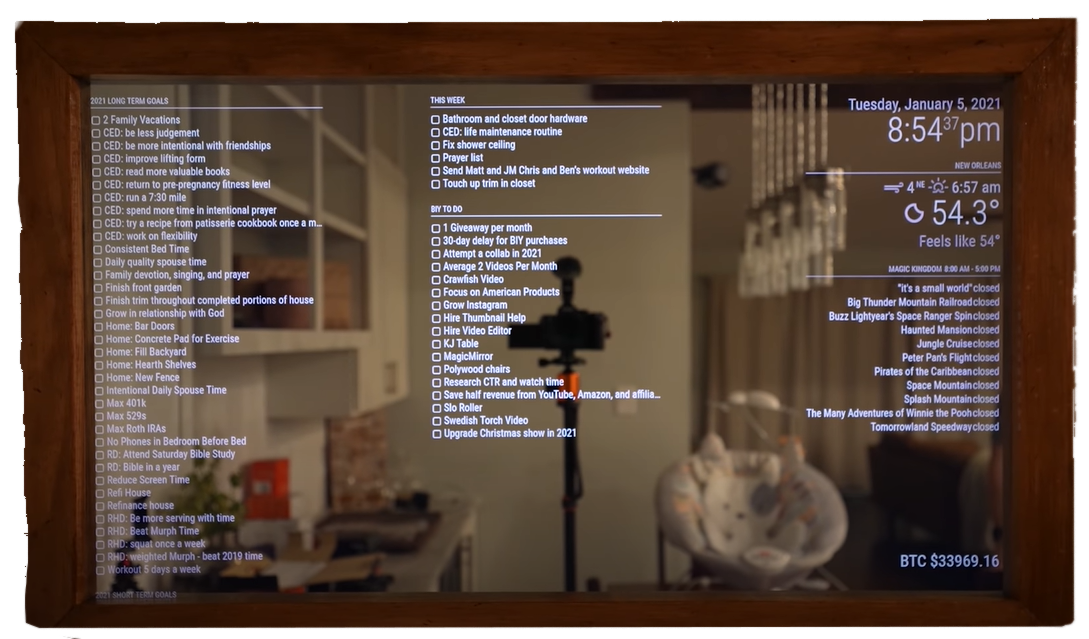 2021 LONG TERM GOALS
2 Family Vacations
CED: be less judgement
CED: be more intentional with friendships
CED: improve lifting form
CED: read more valuable books
CED: return to pre-pregnancy fitness level
CED: run a 7:30 mile
CED: spend more time in intentional prayer
CED: try a recipe from patisserie cookbook once a m...
CED: work on flexibility
Consistent Bed Time
Daily quality spouse time
Family devotion, singing, and prayer
Finish front garden
Finish trim throughout completed portions of house
Grow in relationship with God
Home: Bar Doors
Home: Concrete Pad for Exercise
Home: Fill Backyard
Home: Hearth Shelves
Home: New Fence
Intentional Daily Spouse Time
Max 401k
Max 529s
Max Roth IRAs
No Phones in Bedroom Before Bed
RD: Attend Saturday Bible Study
RD: Bible in a year
Reduce Screen Time
Refi House
Refinance house
RHD: Be more serving with time
RHD: Beat Murph Time
RHD: squat once a week
RHD: weighted Murph - beat 2019 time
Workout 5 days a week
2021 SHORT TERM GOALS
THIS WEEK
Bathroom and closet door hardware
CED: life maintenance routine
Fix shower ceiling
Prayer list
Send Matt and JM Chris and Ben's workout website
Touch up trim in closet
BIY TO DO
1 Giveaway per month
30-day delay for BIY purchases
Attempt a collab in 2021
Average 2 Videos Per Month
Crawfish Video
Focus on American Products
Grow Instagram
Hire Thumbnail Help
Hire Video Editor
KJ Table
MagicMirror
Polywood chairs
Research CTR and watch time
Save half revenue from YouTube, Amazon, and affilia...
Slo Roller
Swedish Torch Video
Upgrade Christmas show in 2021
Tuesday, January 5, 2021
8:54 37 pm
NEW ORLEANS
4 NE 6:57 am
54.3°
Feels like 54°
MAGIC KINGDOM 8:00 AM - 5:00 PM
"it's a small world" closed
Big Thunder Mountain Railroad closed
Buzz Lightyear's Space Ranger Spin closed
Haunted Mansion closed
Jungle Cruise closed
Peter Pan's Flight closed
Pirates of the Caribbean closed
Space Mountain closed
Splash Mountain closed
The Many Adventures of Winnie the Pooh closed
Tomorrowland Speedway closed
BTC $33969.16